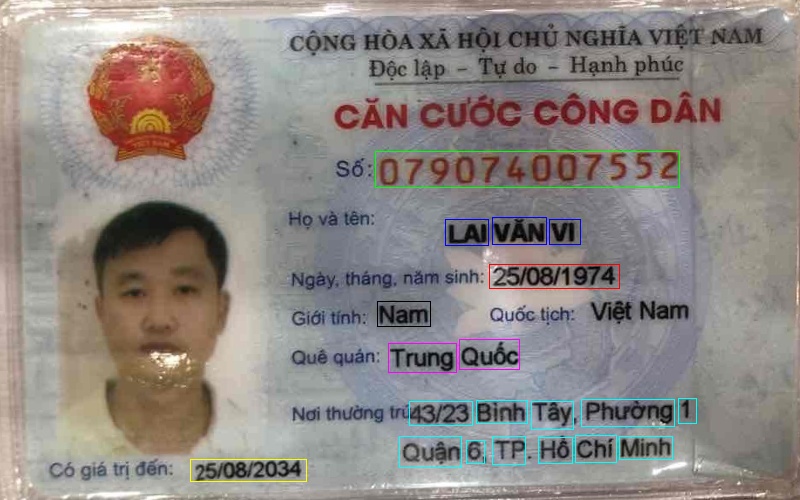 CỘNG HÒA XÃ HỘI CHỦ NGHĨA VIỆT NAM
Độc lập - Tự do - Hạnh phúc
CĂN CƯỚC CÔNG DÂN
Số: 079074007552
Họ và tên:
LAI VĂN VI
Ngày, tháng, năm sinh: 25/08/1974
Giới tính: Nam Quốc tịch: Việt Nam
Quê quán: Trung Quốc
Nơi thường trú: 43/23 Bình Tây, Phường 1
Quận 6, TP. Hồ Chí Minh
Có giá trị đến: 25/08/2034